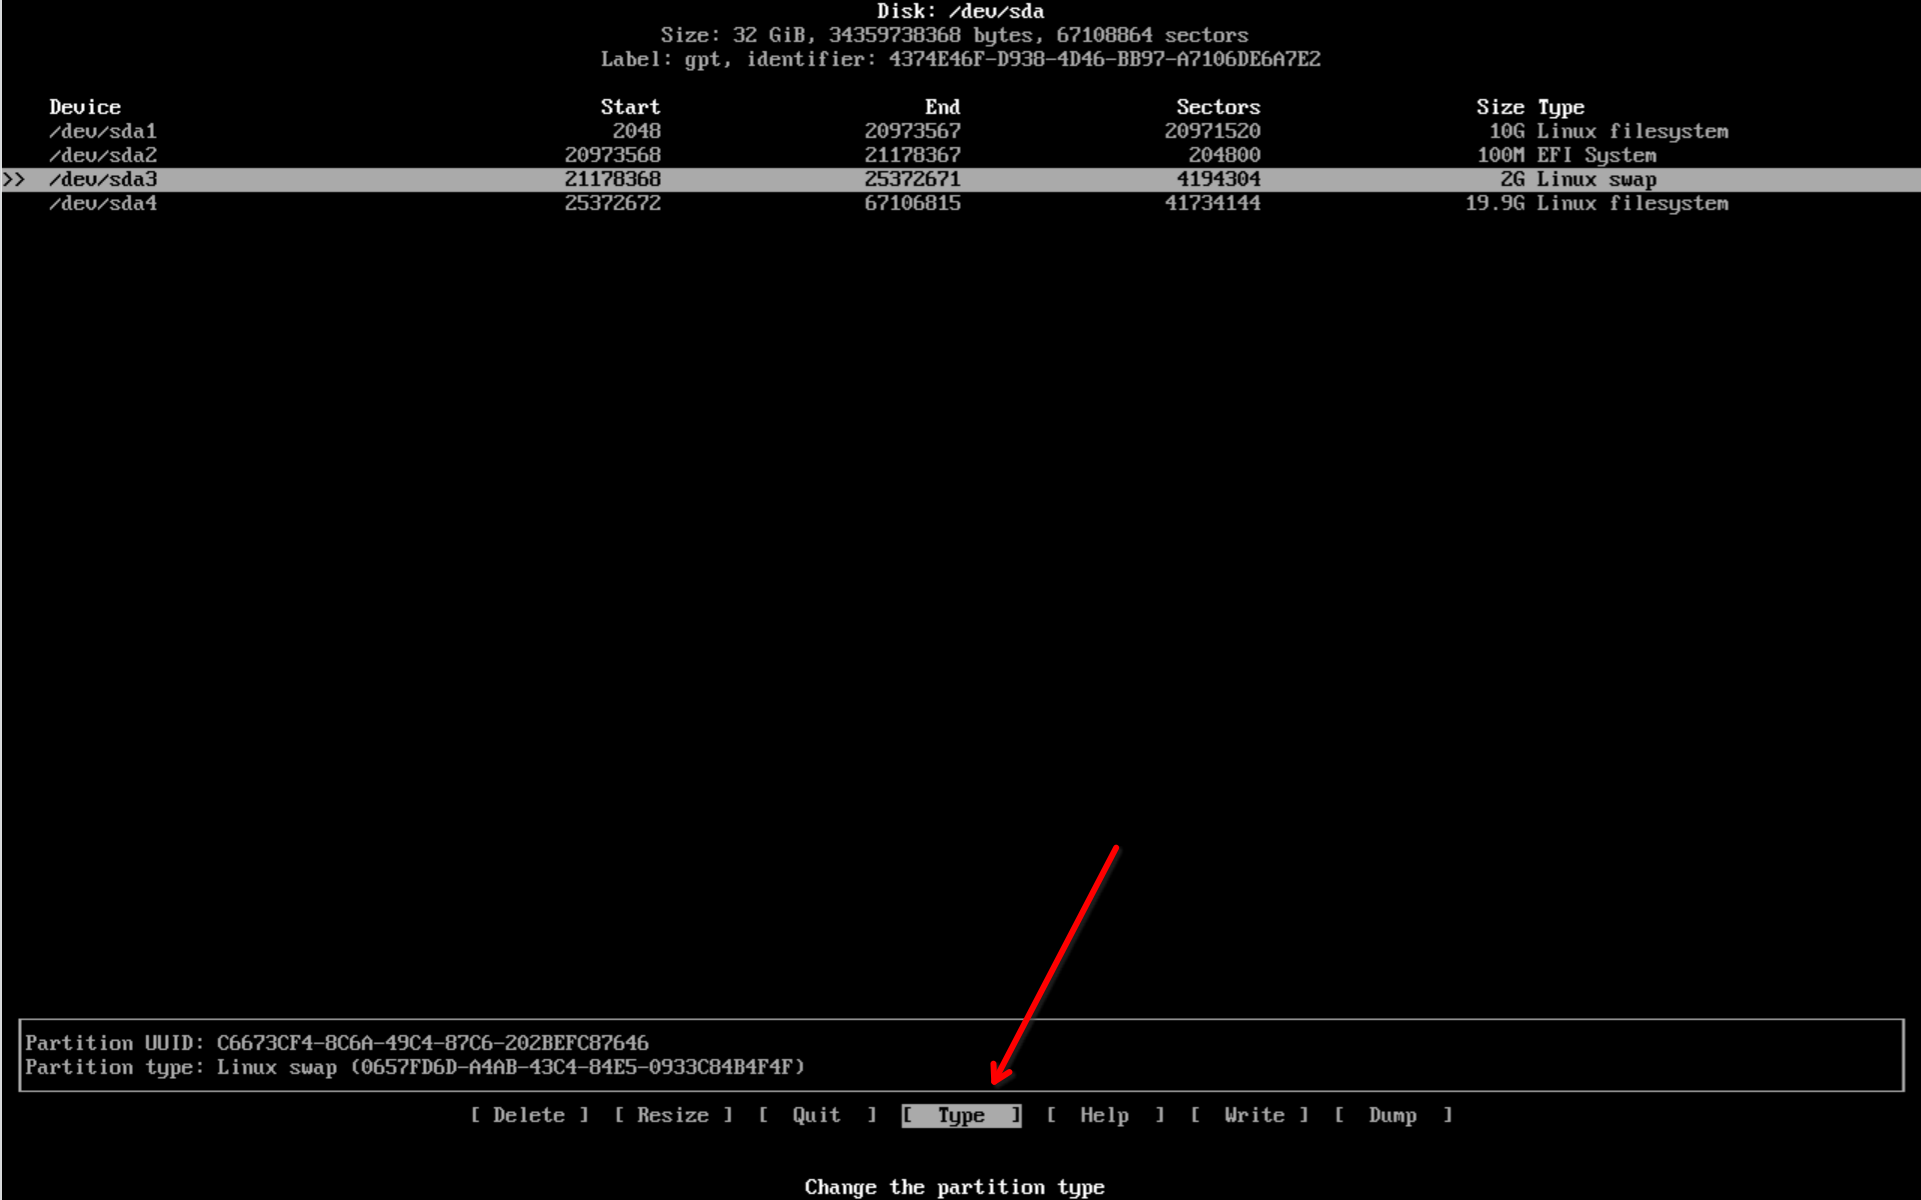 Disk: /dev/sda
Size: 32 GiB, 34359738368 bytes, 67108864 sectors
Label: gpt, identifier: 4374E46F-D938-4D46-BB97-A7106DE6A7E2
Device Start End Sectors Size Type
/dev/sda1 2048 20973567 20971520 10G Linux filesystem
/dev/sda2 20973568 21178367 204800 100M EFI System
>> /dev/sda3 21178368 25372671 4194304 2G Linux swap
/dev/sda4 25372672 67106815 41734144 19.9G Linux filesystem
Partition UUID: C6673CF4-8C6A-49C4-87C6-202BEFC87646
Partition type: Linux swap (0657FD6D-A4AB-43C4-84E5-0933C84B4F4F)
[ Delete ] [ Resize ] [ Quit ] [ Type ] [ Help ] [ Write ] [ Dump ]
Change the partition type